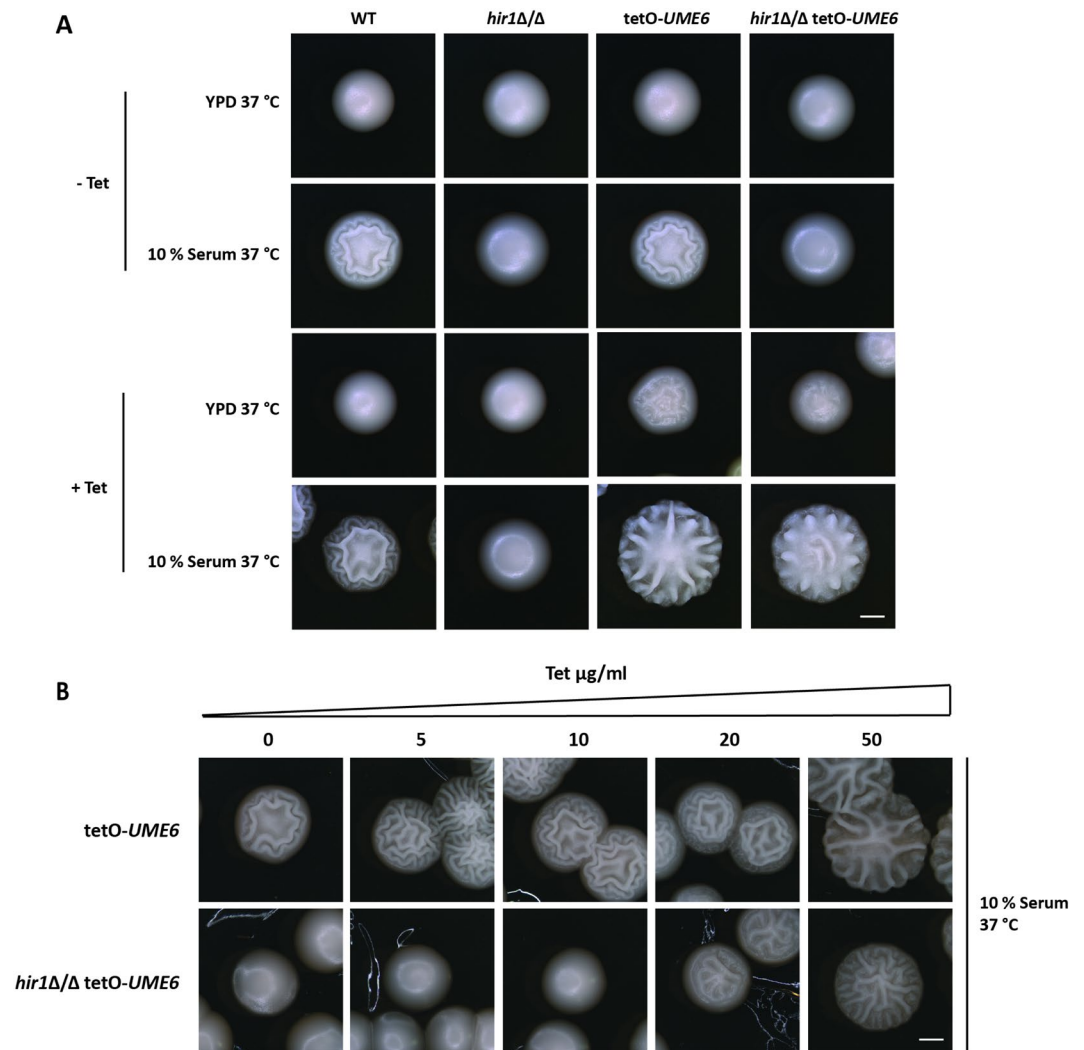 A
WT hir1Δ/Δ tetO-UME6 hir1Δ/Δ tetO-UME6
YPD 37 °C
- Tet
10 % Serum 37 °C
YPD 37 °C
+ Tet
10 % Serum 37 °C
B
Tet µg/ml
0 5 10 20 50
tetO-UME6
10 % Serum
37 °C
hir1Δ/Δ tetO-UME6